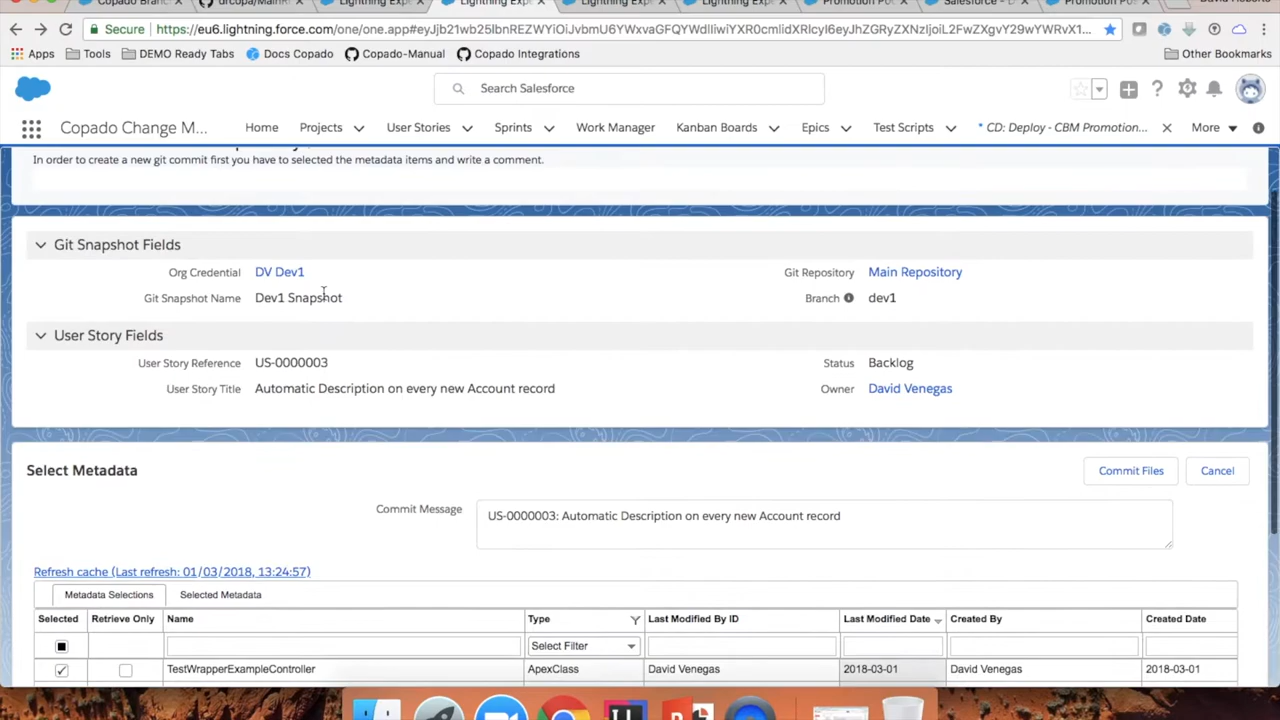 Copado Branc
drcopa/MainR
Lightning Exp
Lightning Exp
Lightning Exp
Lightning Exp
Promotion PO
Salesforce - D
Promotion POS
Secure https://eu6.lightning.force.com/one/one.app#
Apps Tools DEMO Ready Tabs Docs Copado Copado-Manual Copado Integrations Other Bookmarks
Search Salesforce
Copado Change M... Home Projects User Stories Sprints Work Manager Kanban Boards Epics Test Scripts * CD: Deploy - CBM Promotion... More
In order to create a new git commit first you have to selected the metadata items and write a comment.
Git Snapshot Fields
Org Credential DV Dev1 Git Repository Main Repository
Git Snapshot Name Dev1 Snapshot Branch dev1
User Story Fields
User Story Reference US-0000003 Status Backlog
User Story Title Automatic Description on every new Account record Owner David Venegas
Select Metadata Commit Files Cancel
Commit Message US-0000003: Automatic Description on every new Account record
Refresh cache (Last refresh: 01/03/2018, 13:24:57)
Metadata Selections Selected Metadata
Selected Retrieve Only Name Type Last Modified By ID Last Modified Date Created By Created Date
Select Filter
TestWrapperExampleController ApexClass David Venegas 2018-03-01 David Venegas 2018-03-01